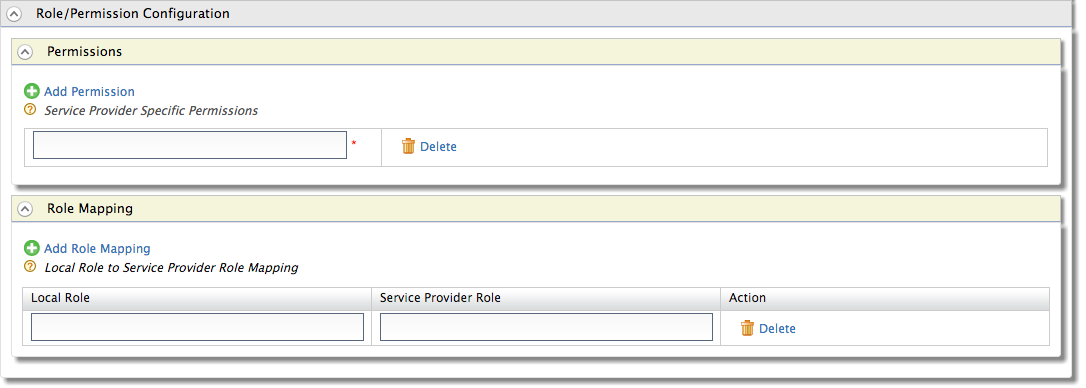 Role/Permission Configuration
Permissions
Add Permission
Service Provider Specific Permissions
* Delete
Role Mapping
Add Role Mapping
Local Role to Service Provider Role Mapping
Local Role Service Provider Role Action
Delete